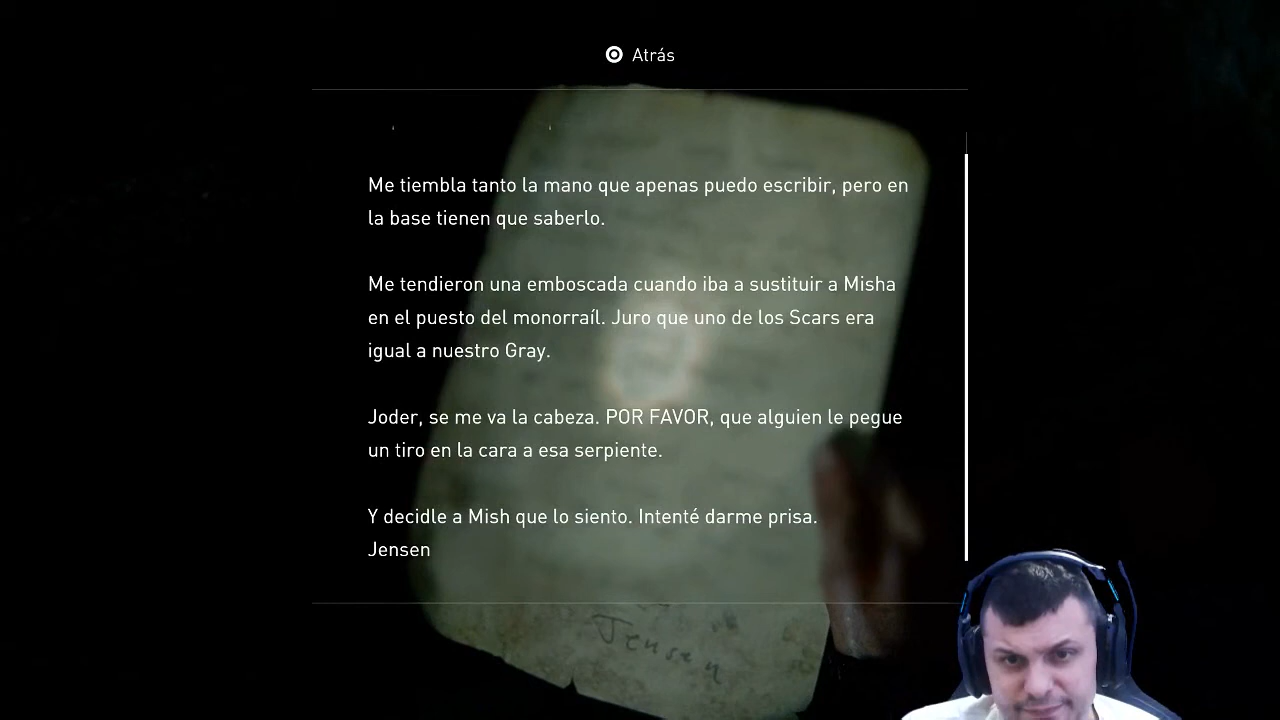 Atrás
Me tiembla tanto la mano que apenas puedo escribir, pero en
la base tienen que saberlo.
Me tendieron una emboscada cuando iba a sustituir a Misha
en el puesto del monorraíl. Juro que uno de los Scars era
igual a nuestro Gray.
Joder, se me va la cabeza. POR FAVOR, que alguien le pegue
un tiro en la cara a esa serpiente.
Y decidle a Mish que lo siento. Intenté darme prisa.
Jensen
Jensen